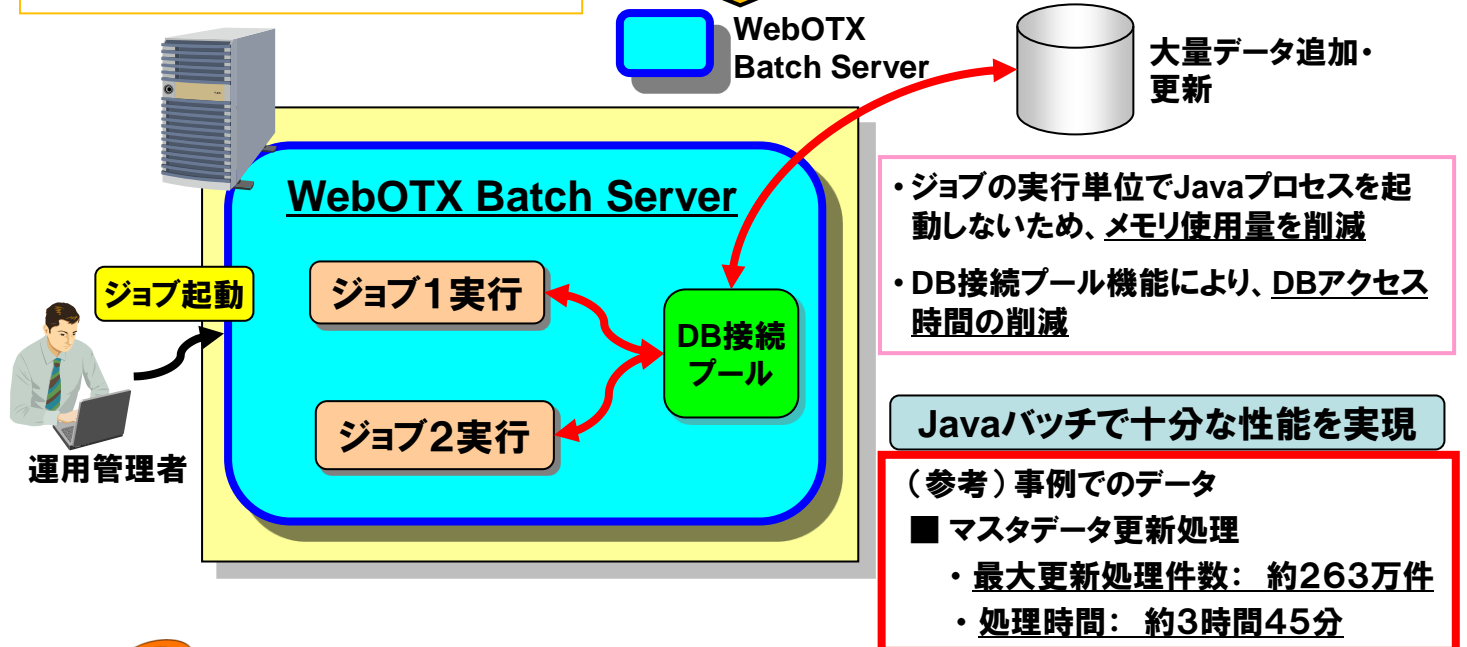 WebOTX
Batch Server
大量データ追加・
更新
WebOTX Batch Server
ジョブ起動
ジョブ1実行
ジョブ2実行
DB接続
プール
運用管理者
・ジョブの実行単位でJavaプロセスを起
動しないため、メモリ使用量を削減
・DB接続プール機能により、DBアクセス
時間の削減
Javaバッチで十分な性能を実現
（参考）事例でのデータ
■ マスタデータ更新処理
・最大更新処理件数： 約263万件
・処理時間： 約3時間45分